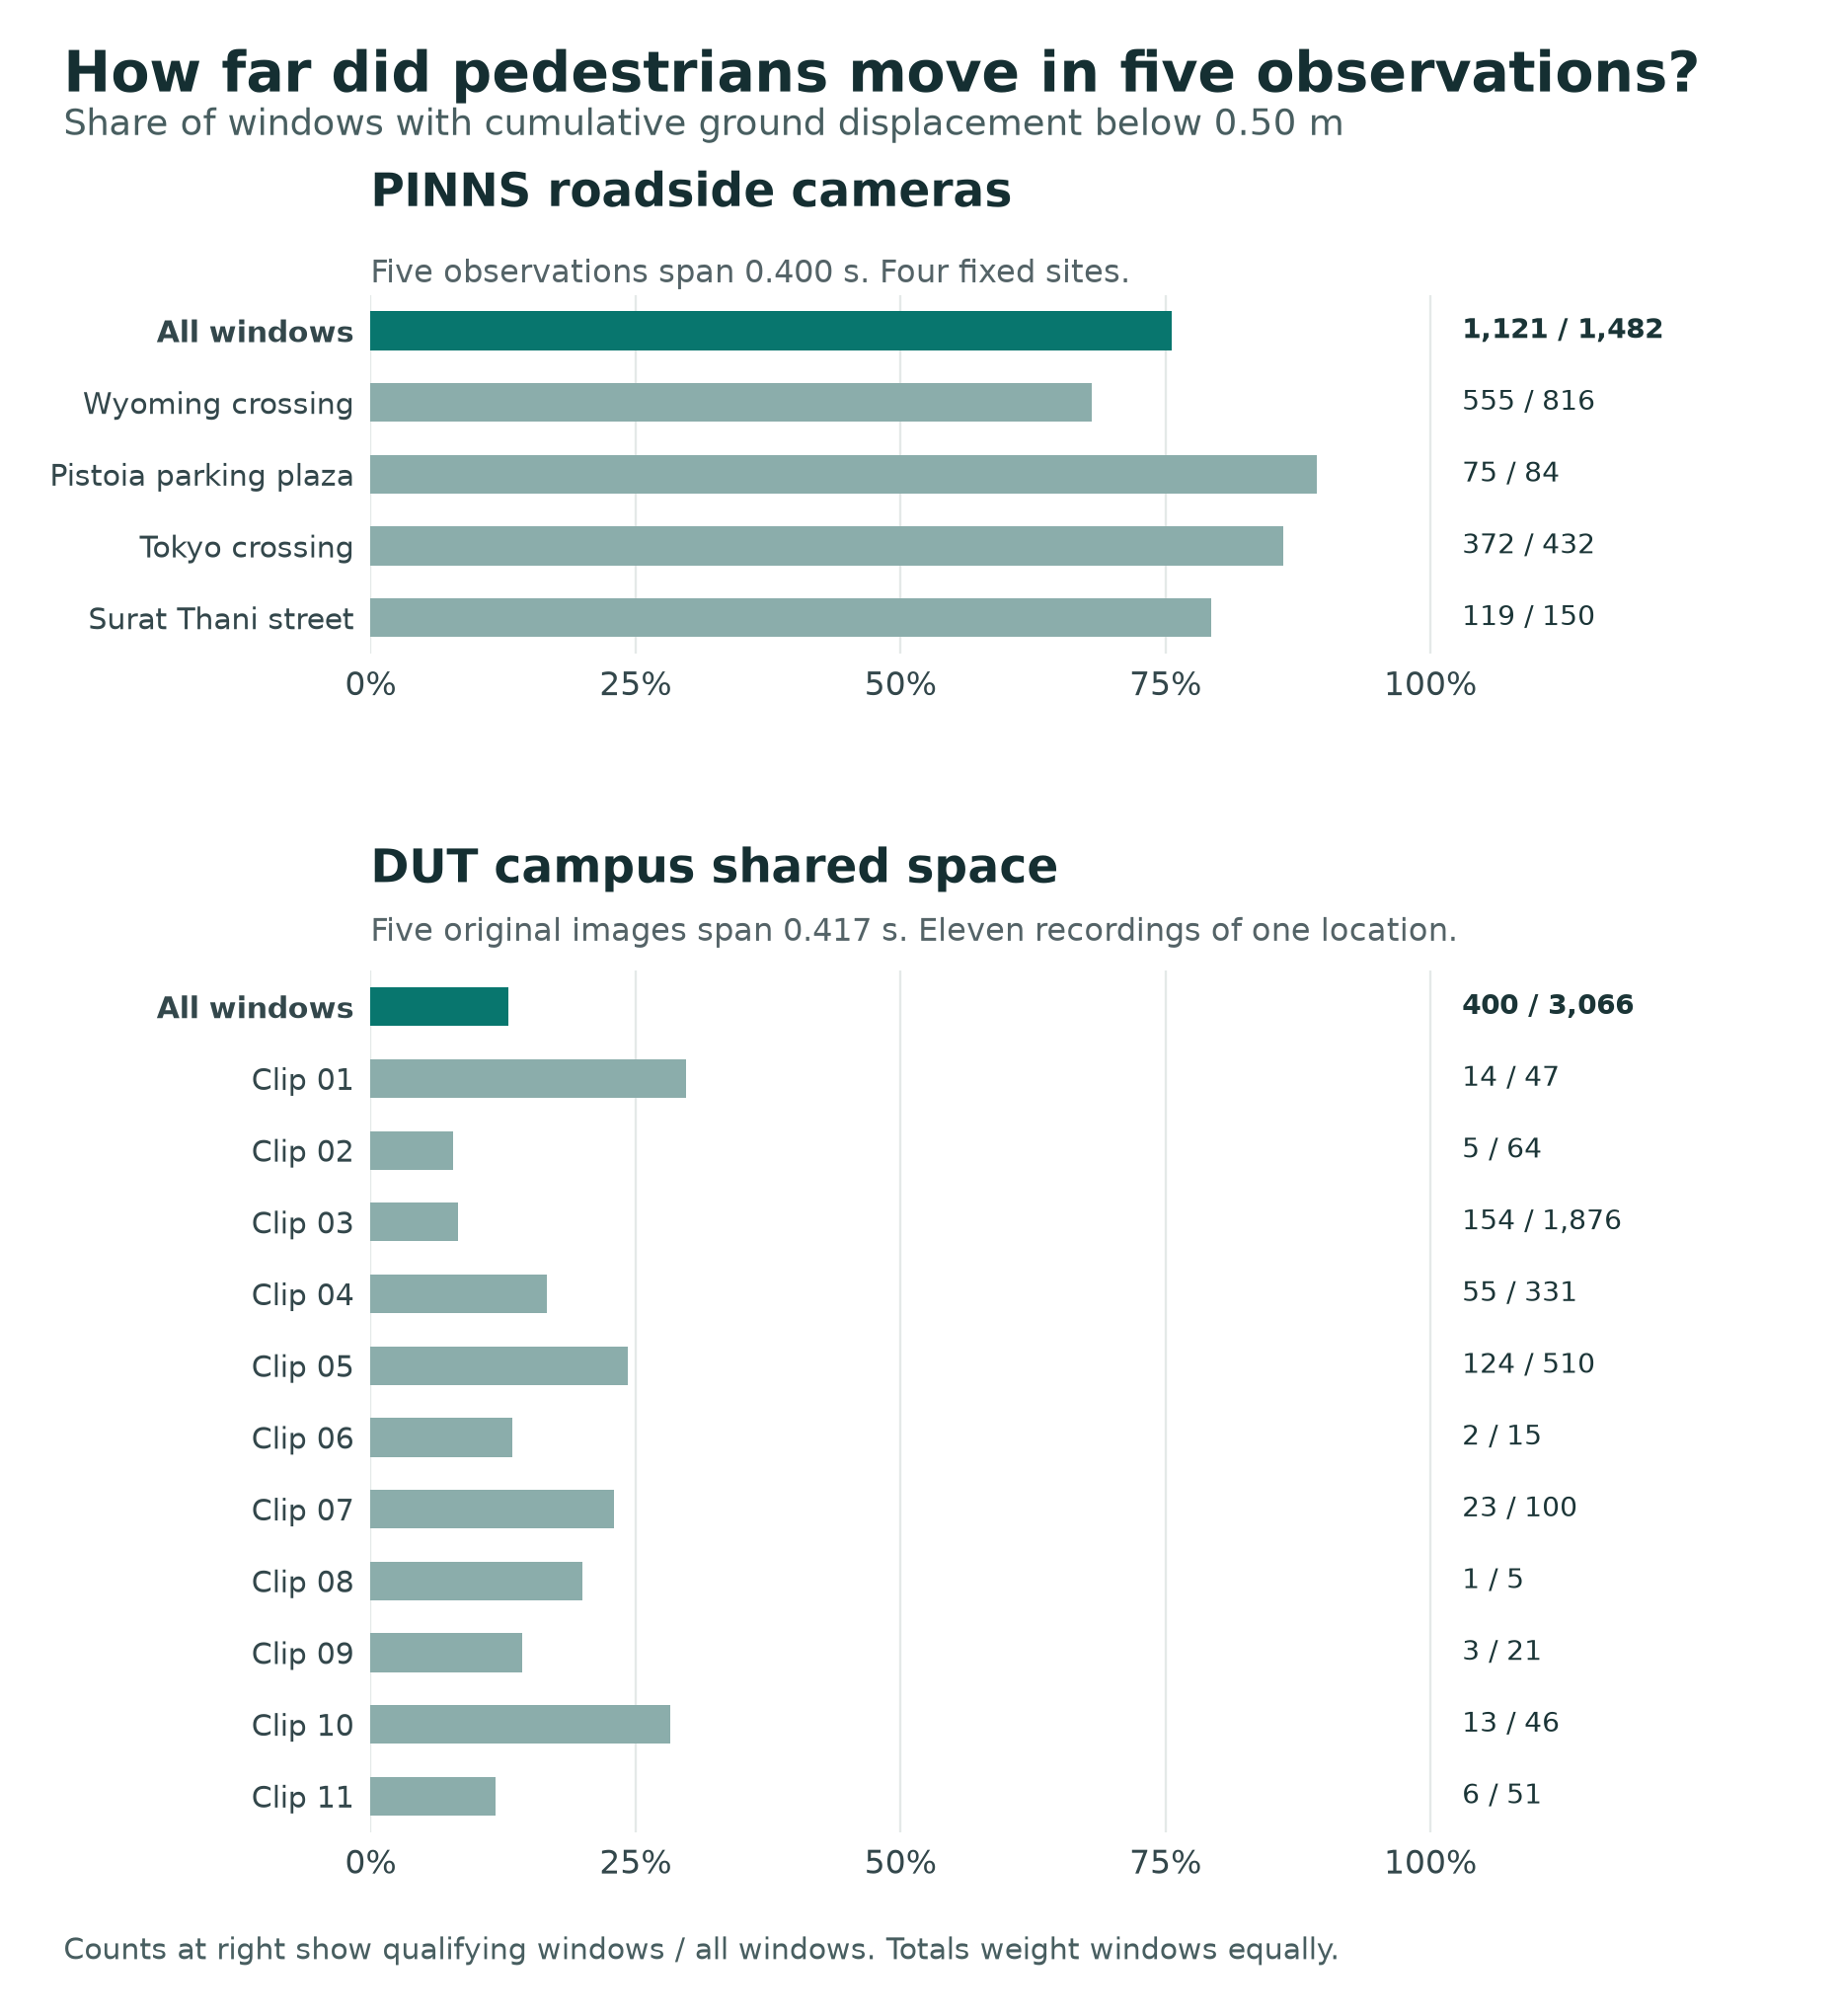 How far did pedestrians move in five observations?
Share of windows with cumulative ground displacement below 0.50 m
PINNS roadside cameras
Five observations span 0.400 s. Four fixed sites.
All windows 1,121 / 1,482
Wyoming crossing 555 / 816
Pistoia parking plaza 75 / 84
Tokyo crossing 372 / 432
Surat Thani street 119 / 150
0% 25% 50% 75% 100%
DUT campus shared space
Five original images span 0.417 s. Eleven recordings of one location.
All windows 400 / 3,066
Clip 01 14 / 47
Clip 02 5 / 64
Clip 03 154 / 1,876
Clip 04 55 / 331
Clip 05 124 / 510
Clip 06 2 / 15
Clip 07 23 / 100
Clip 08 1 / 5
Clip 09 3 / 21
Clip 10 13 / 46
Clip 11 6 / 51
0% 25% 50% 75% 100%
Counts at right show qualifying windows / all windows. Totals weight windows equally.